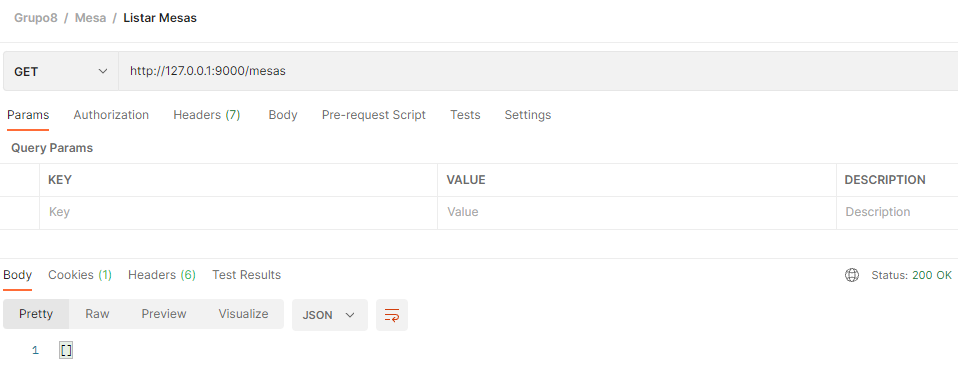 Grupo8 / Mesa / Listar Mesas
GET http://127.0.0.1:9000/mesas
Params Authorization Headers (7) Body Pre-request Script Tests Settings
Query Params
KEY VALUE DESCRIPTION
Key Value Description
Body Cookies (1) Headers (6) Test Results Status: 200 OK
Pretty Raw Preview Visualize JSON
1 []